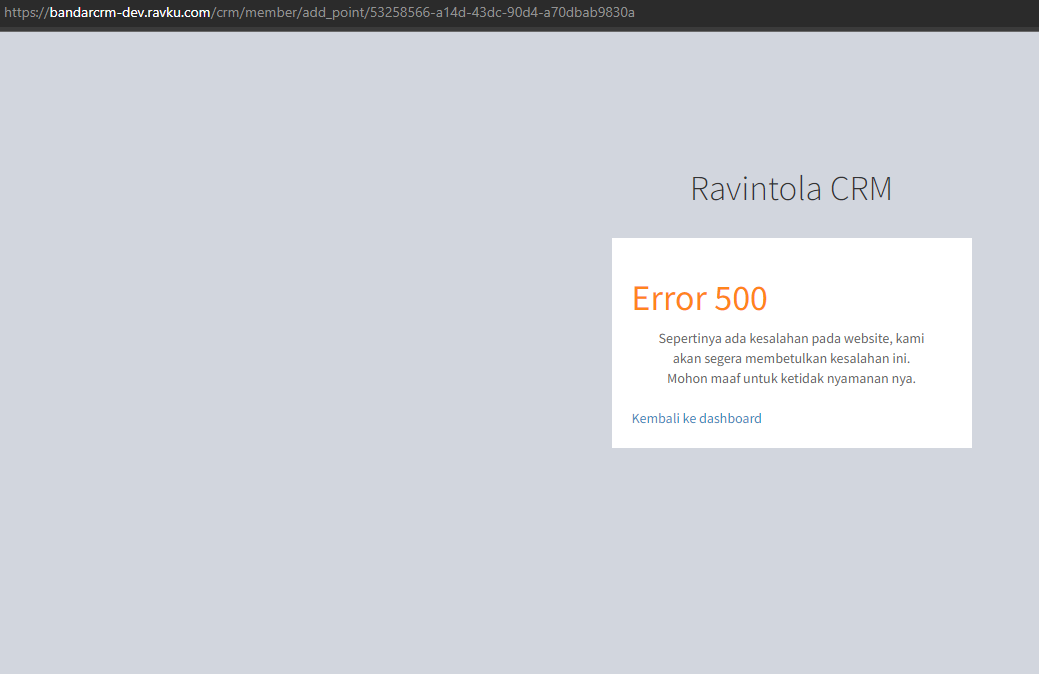 https://bandarcrm-dev.ravku.com/crm/member/add_point/53258566-a14d-43dc-90d4-a70dbab9830a
Ravintola CRM
Error 500
Sepertinya ada kesalahan pada website, kami
akan segera membetulkan kesalahan ini.
Mohon maaf untuk ketidak nyamanan nya.
Kembali ke dashboard